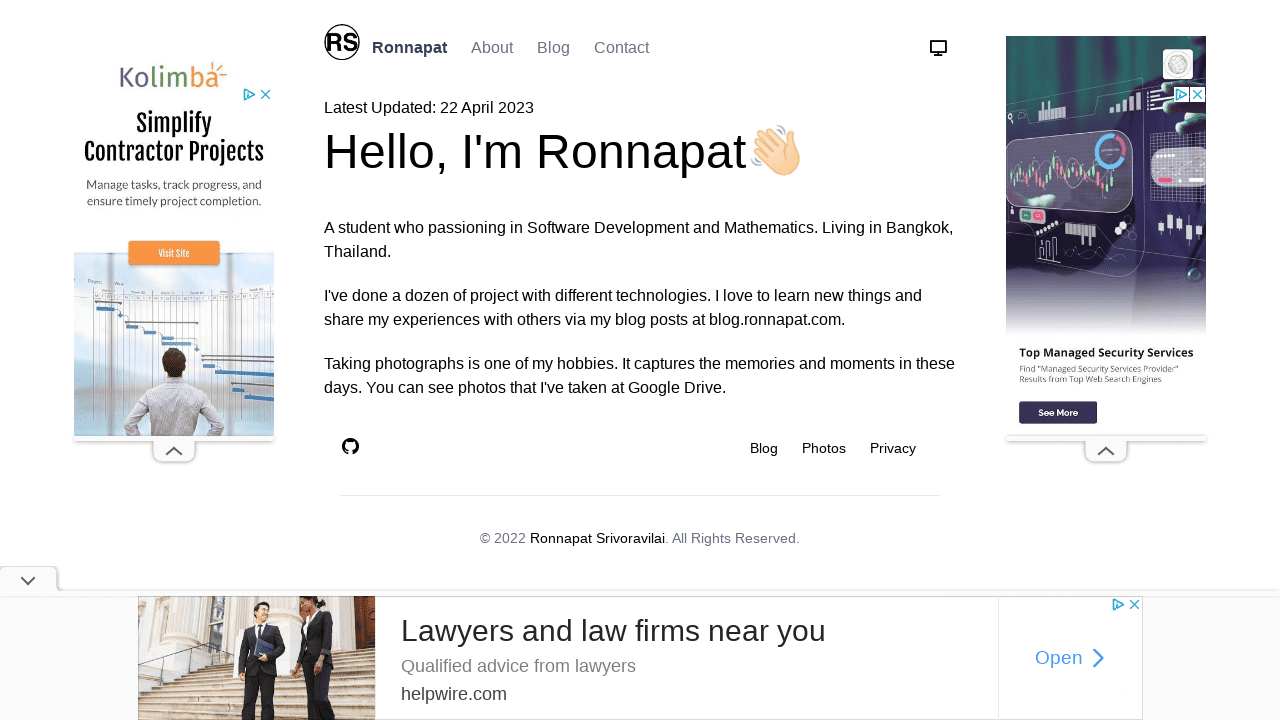 RS
Ronnapat
About
Blog
Contact
Latest Updated: 22 April 2023
Hello, I'm Ronnapat👋🏻
A student who passioning in Software Development and Mathematics. Living in Bangkok,
Thailand.
I've done a dozen of project with different technologies. I love to learn new things and
share my experiences with others via my blog posts at blog.ronnapat.com.
Taking photographs is one of my hobbies. It captures the memories and moments in these
days. You can see photos that I've taken at Google Drive.
Blog
Photos
Privacy
© 2022 Ronnapat Srivoravilai. All Rights Reserved.
Kolimba
Simplify
Contractor Projects
Manage tasks, track progress, and
ensure timely project completion.
Visit Site
Top Managed Security Services
Find "Managed Security Services Provider"
Results from Top Web Search Engines
See More
Lawyers and law firms near you
Qualified advice from lawyers
helpwire.com
Open